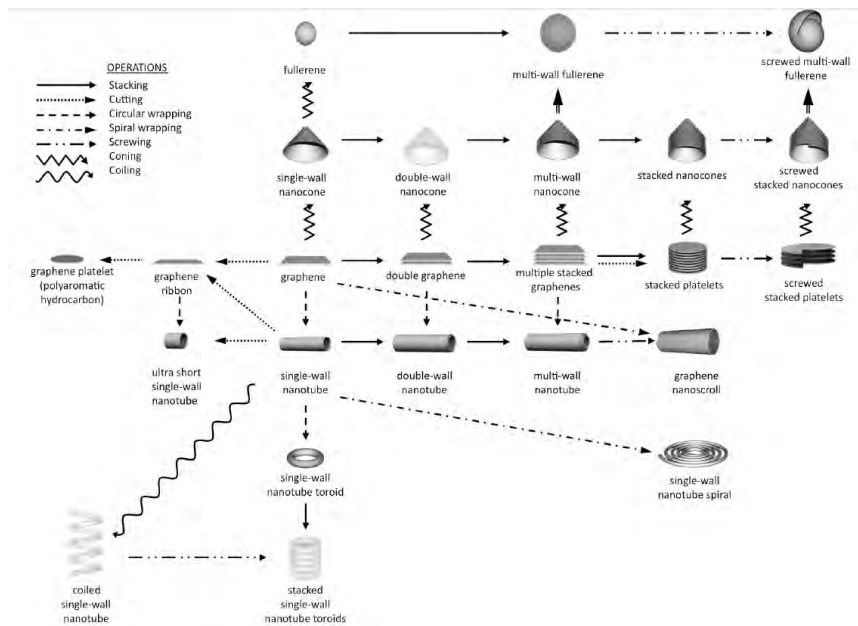 fullerene
multi-wall fullerene
screwed multi-wall
fullerene
OPERATIONS
Stacking
Cutting
Circular wrapping
Spiral wrapping
Screwing
Coning
Coiling
single-wall
nanocone
double-wall
nanocone
multi-wall
nanocone
stacked nanocones
screwed
stacked nanocones
graphene platelet
(polyaromatic
hydrocarbon)
graphene
ribbon
graphene
double graphene
multiple stacked
graphenes
stacked platelets
screwed
stacked platelets
ultra short
single-wall
nanotube
single-wall
nanotube
double-wall
nanotube
multi-wall
nanotube
graphene
nanoscroll
single-wall
nanotube toroid
single-wall
nanotube spiral
coiled
single-wall
nanotube
stacked
single-wall
nanotube toroids